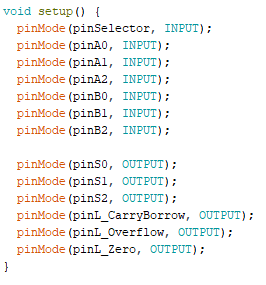 void setup() {
  pinMode(pinSelector, INPUT);
  pinMode(pinA0, INPUT);
  pinMode(pinA1, INPUT);
  pinMode(pinA2, INPUT);
  pinMode(pinB0, INPUT);
  pinMode(pinB1, INPUT);
  pinMode(pinB2, INPUT);

  pinMode(pinS0, OUTPUT);
  pinMode(pinS1, OUTPUT);
  pinMode(pinS2, OUTPUT);
  pinMode(pinL_CarryBorrow, OUTPUT);
  pinMode(pinL_Overflow, OUTPUT);
  pinMode(pinL_Zero, OUTPUT);
}